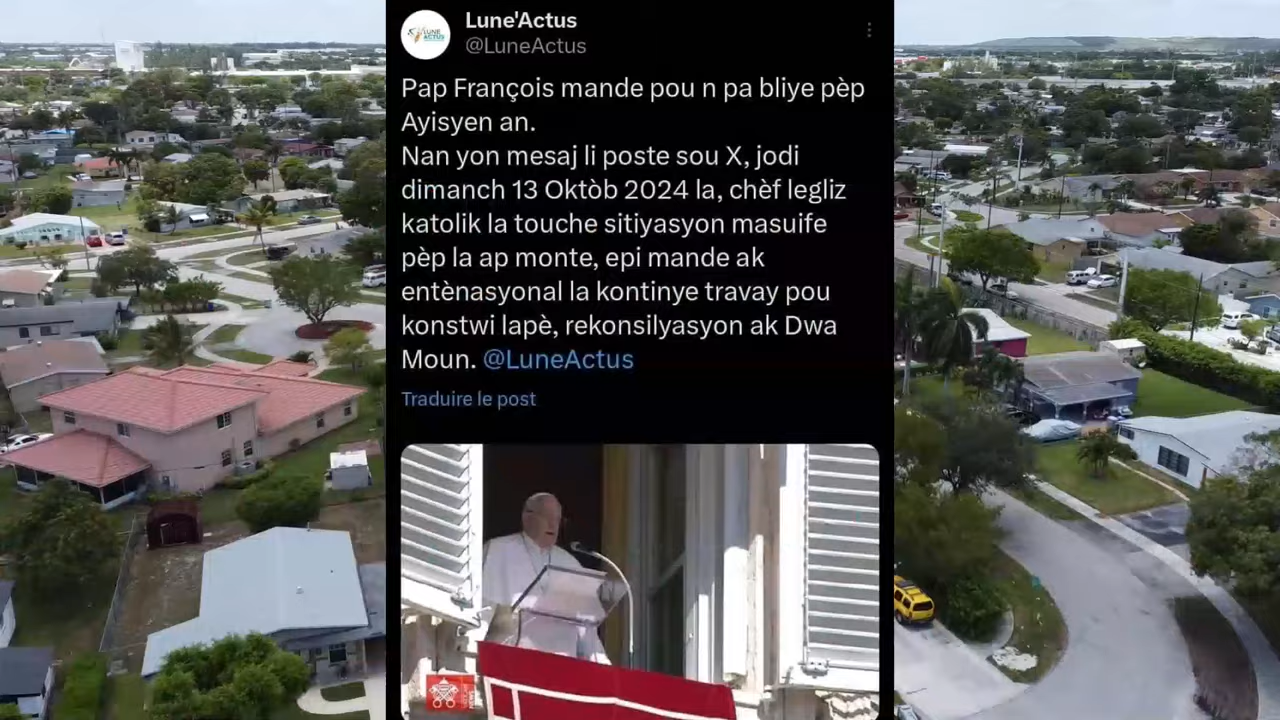 Lune'Actus
@LuneActus
Pap François mande pou n pa bliye pèp
Ayisyen an.
Nan yon mesaj li poste sou X, jodi
dimanch 13 Oktòb 2024 la, chèf legliz
katolik la touche sitiyasyon masuife
pèp la ap monte, epi mande ak
entènasyonal la kontinye travay pou
konstwi lapè, rekonsilyasyon ak Dwa
Moun. @LuneActus
Traduire le post